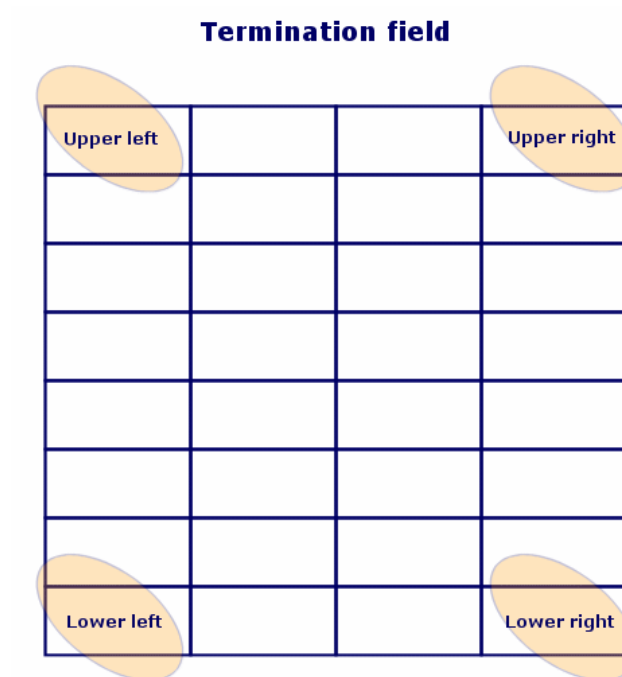 Termination field
Upper left
Upper right
Lower left
Lower right